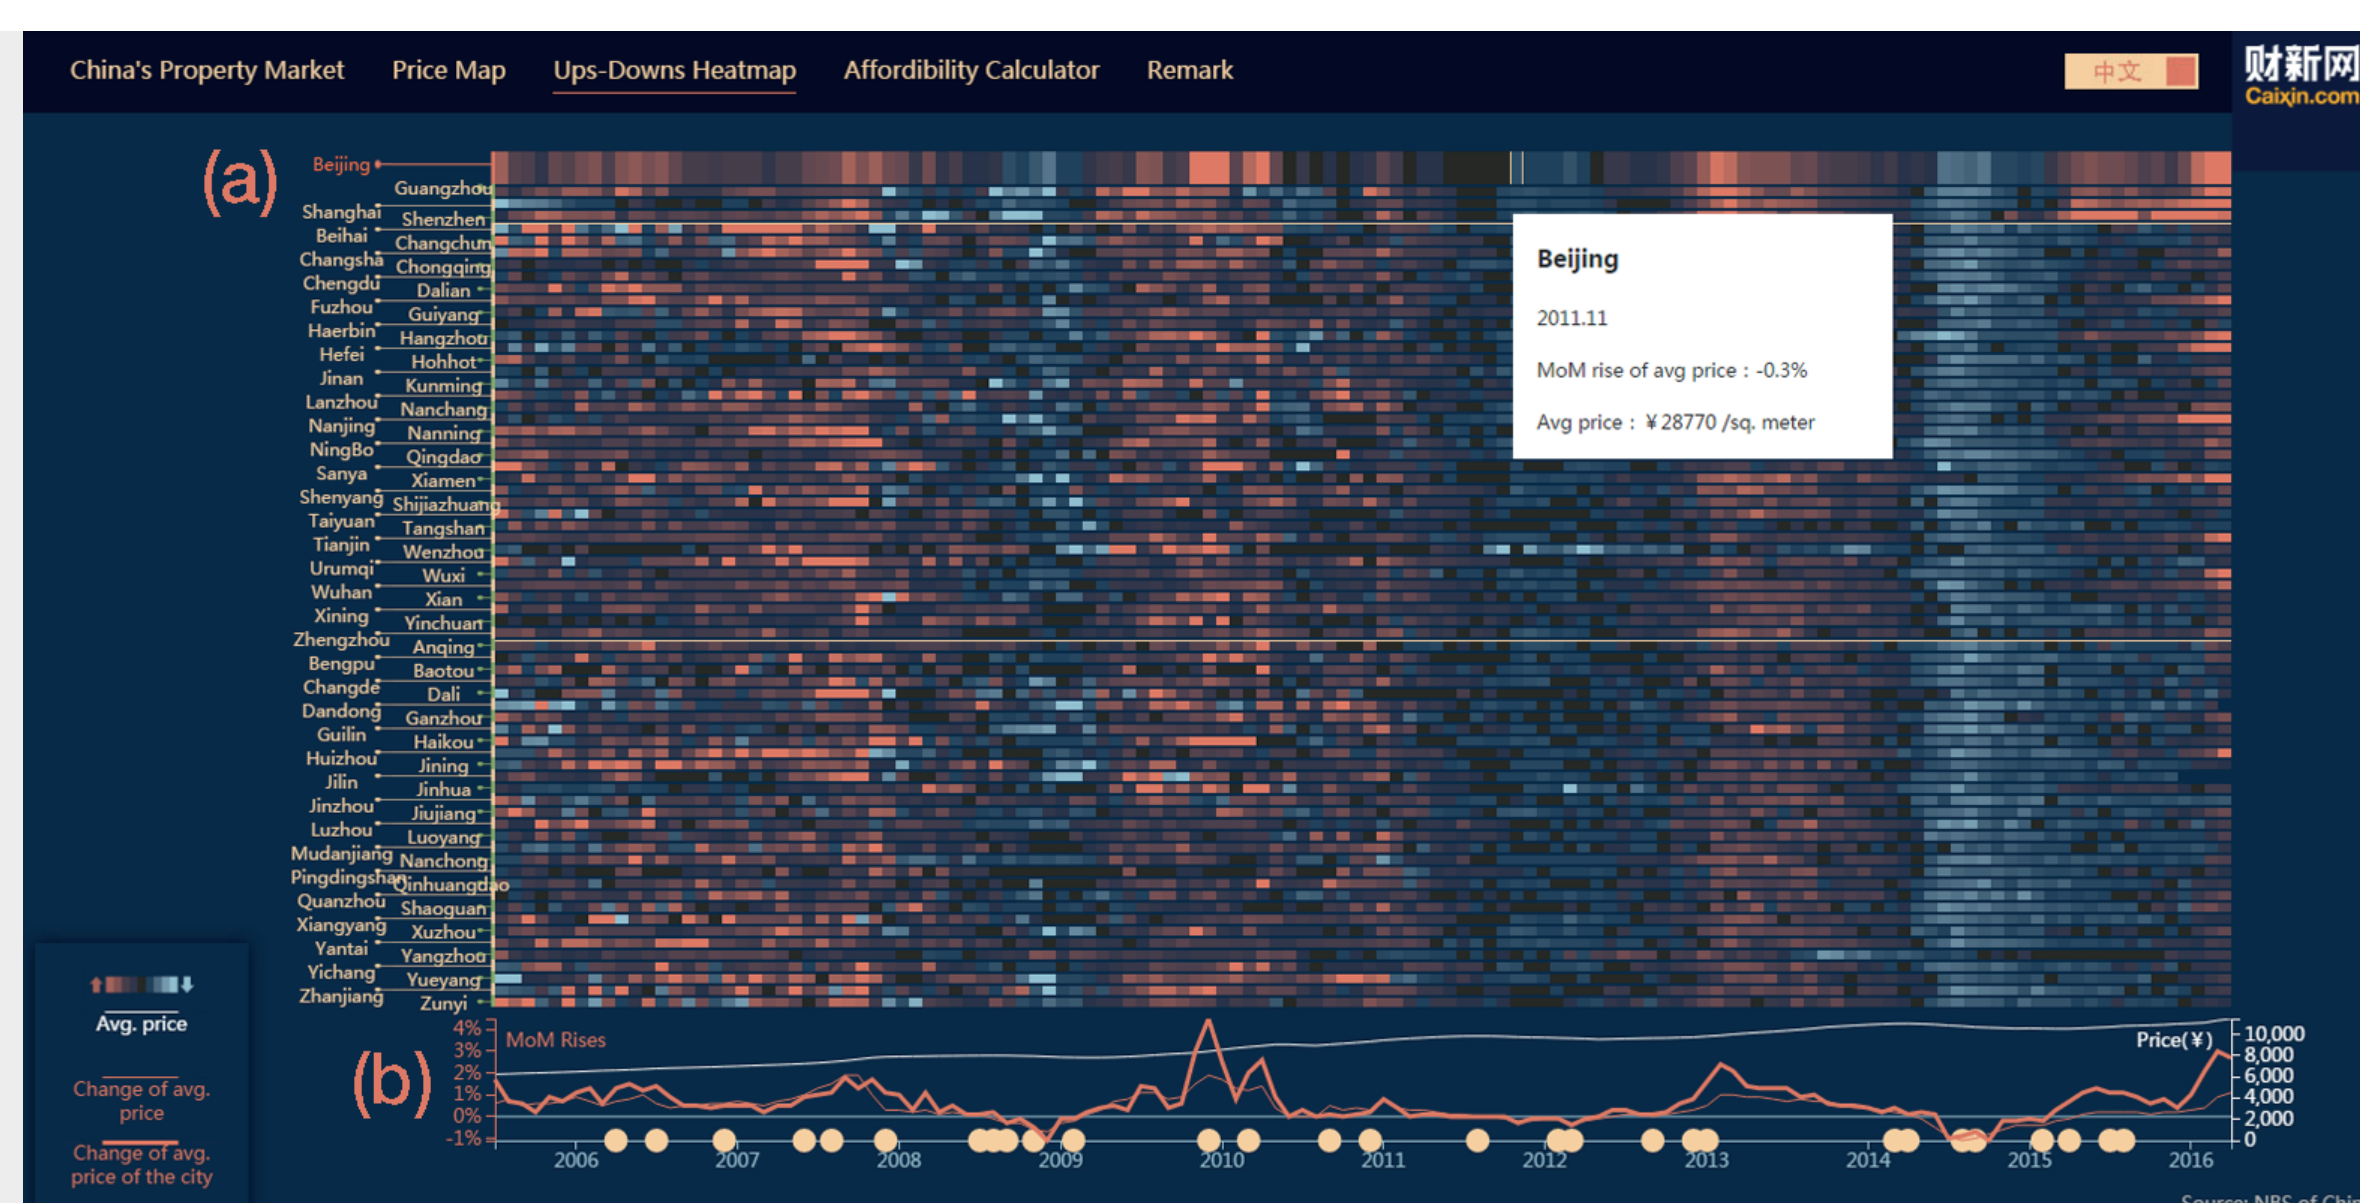 China's Property Market Price Map Ups-Downs Heatmap Affordibility Calculator Remark 中文 财新网
Caixin.com
(a)
Beijing
Guangzhou
Shanghai
Shenzhen
Beihai
Changchun
Changsha
Chongqing
Chengdu
Dalian
Fuzhou
Guiyang
Haerbin
Hangzhou
Hefei
Hohhot
Jinan
Kunming
Lanzhou
Nanchang
Nanjing
Nanning
NingBo
Qingdao
Sanya
Xiamen
Shenyang
Shijiazhuang
Taiyuan
Tangshan
Tianjin
Wenzhou
Urumqi
Wuxi
Wuhan
Xian
Xining
Yinchuan
Zhengzhou
Anqing
Bengpu
Baotou
Changde
Dali
Dandong
Ganzhou
Guilin
Haikou
Huizhou
Jining
Jilin
Jinhua
Jinzhou
Jiujiang
Luzhou
Luoyang
Mudanjiang
Nanchong
Pingdingshan
Qinhuangdao
Quanzhou
Shaoguan
Xiangyang
Xuzhou
Yantai
Yangzhou
Yichang
Yueyang
Zhanjiang
Zunyi
Beijing
2011.11
MoM rise of avg price : -0.3%
Avg price : ¥28770 /sq. meter
Avg. price
Change of avg.
price
Change of avg.
price of the city
(b)
MoM Rises
4%
3%
2%
1%
0%
-1%
Price(¥)
10,000
8,000
6,000
4,000
2,000
0
2006 2007 2008 2009 2010 2011 2012 2013 2014 2015 2016
Source: NBS of Chin